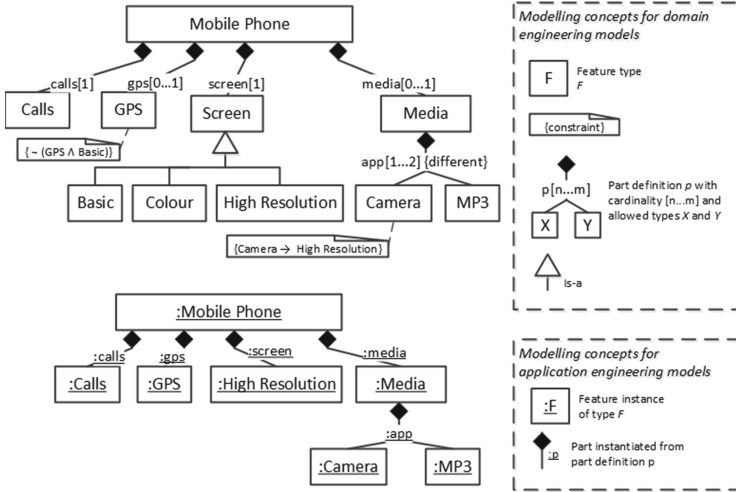 Mobile Phone
calls[1]
gps[0...1]
screen[1]
media[0...1]
Calls
GPS
Screen
Media
{¬ (GPS Λ Basic)}
app[1...2] {different}
Basic
Colour
High Resolution
Camera
MP3
{Camera → High Resolution}
:Mobile Phone
:calls
:gps
:screen
:media
:Calls
:GPS
:High Resolution
:Media
:app
:Camera
:MP3
Modelling concepts for domain
engineering models
F
Feature type
F
{constraint}
p[n...m]
X
Y
Part definition p with
cardinality [n...m] and
allowed types X and Y
Is-a
Modelling concepts for
application engineering models
:F
Feature instance
of type F
:p
Part instantiated from
part definition p